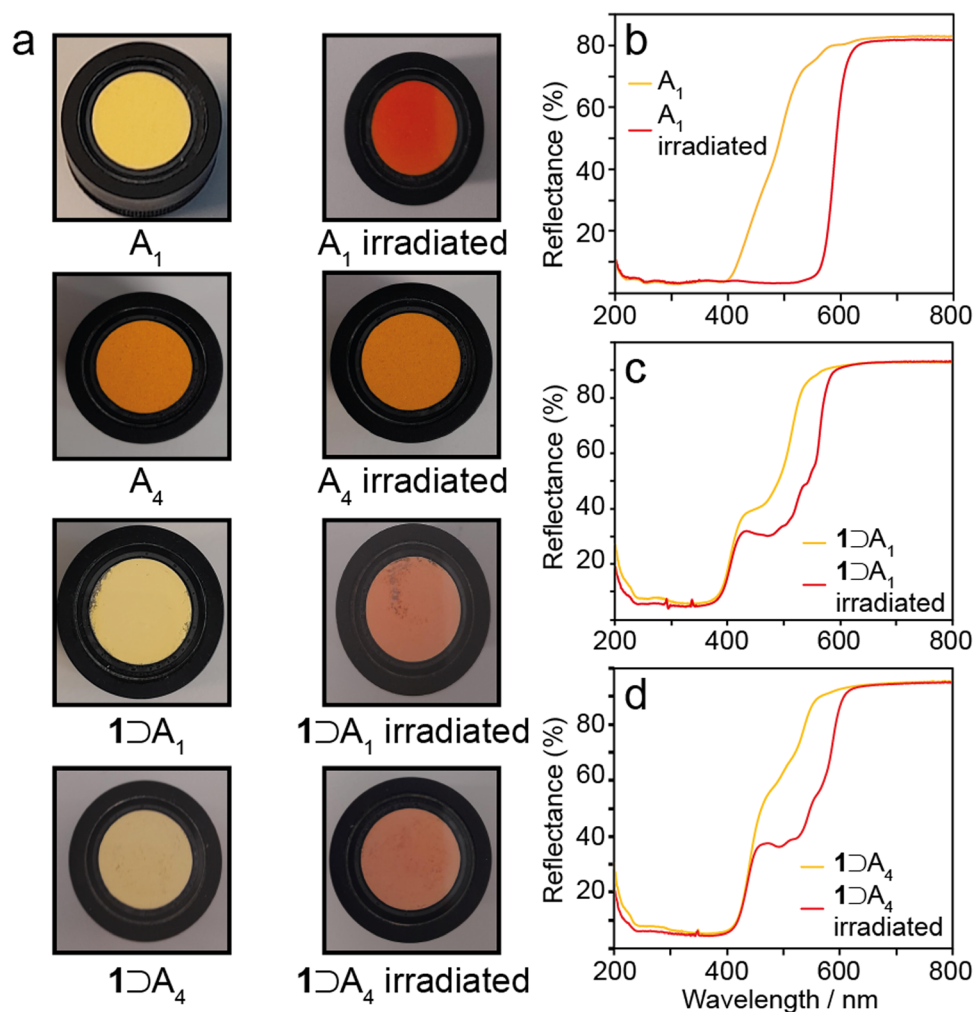 a
A₁
A₁ irradiated
A₄
A₄ irradiated
1⊃A₁
1⊃A₁ irradiated
1⊃A₄
1⊃A₄ irradiated
b
Reflectance (%)
80
60
40
20
A₁
A₁
irradiated
200 400 600 800
c
Reflectance (%)
80
60
40
20
1⊃A₁
1⊃A₁
irradiated
200 400 600 800
d
Reflectance (%)
80
60
40
20
1⊃A₄
1⊃A₄
irradiated
200 400 600 800
Wavelength / nm